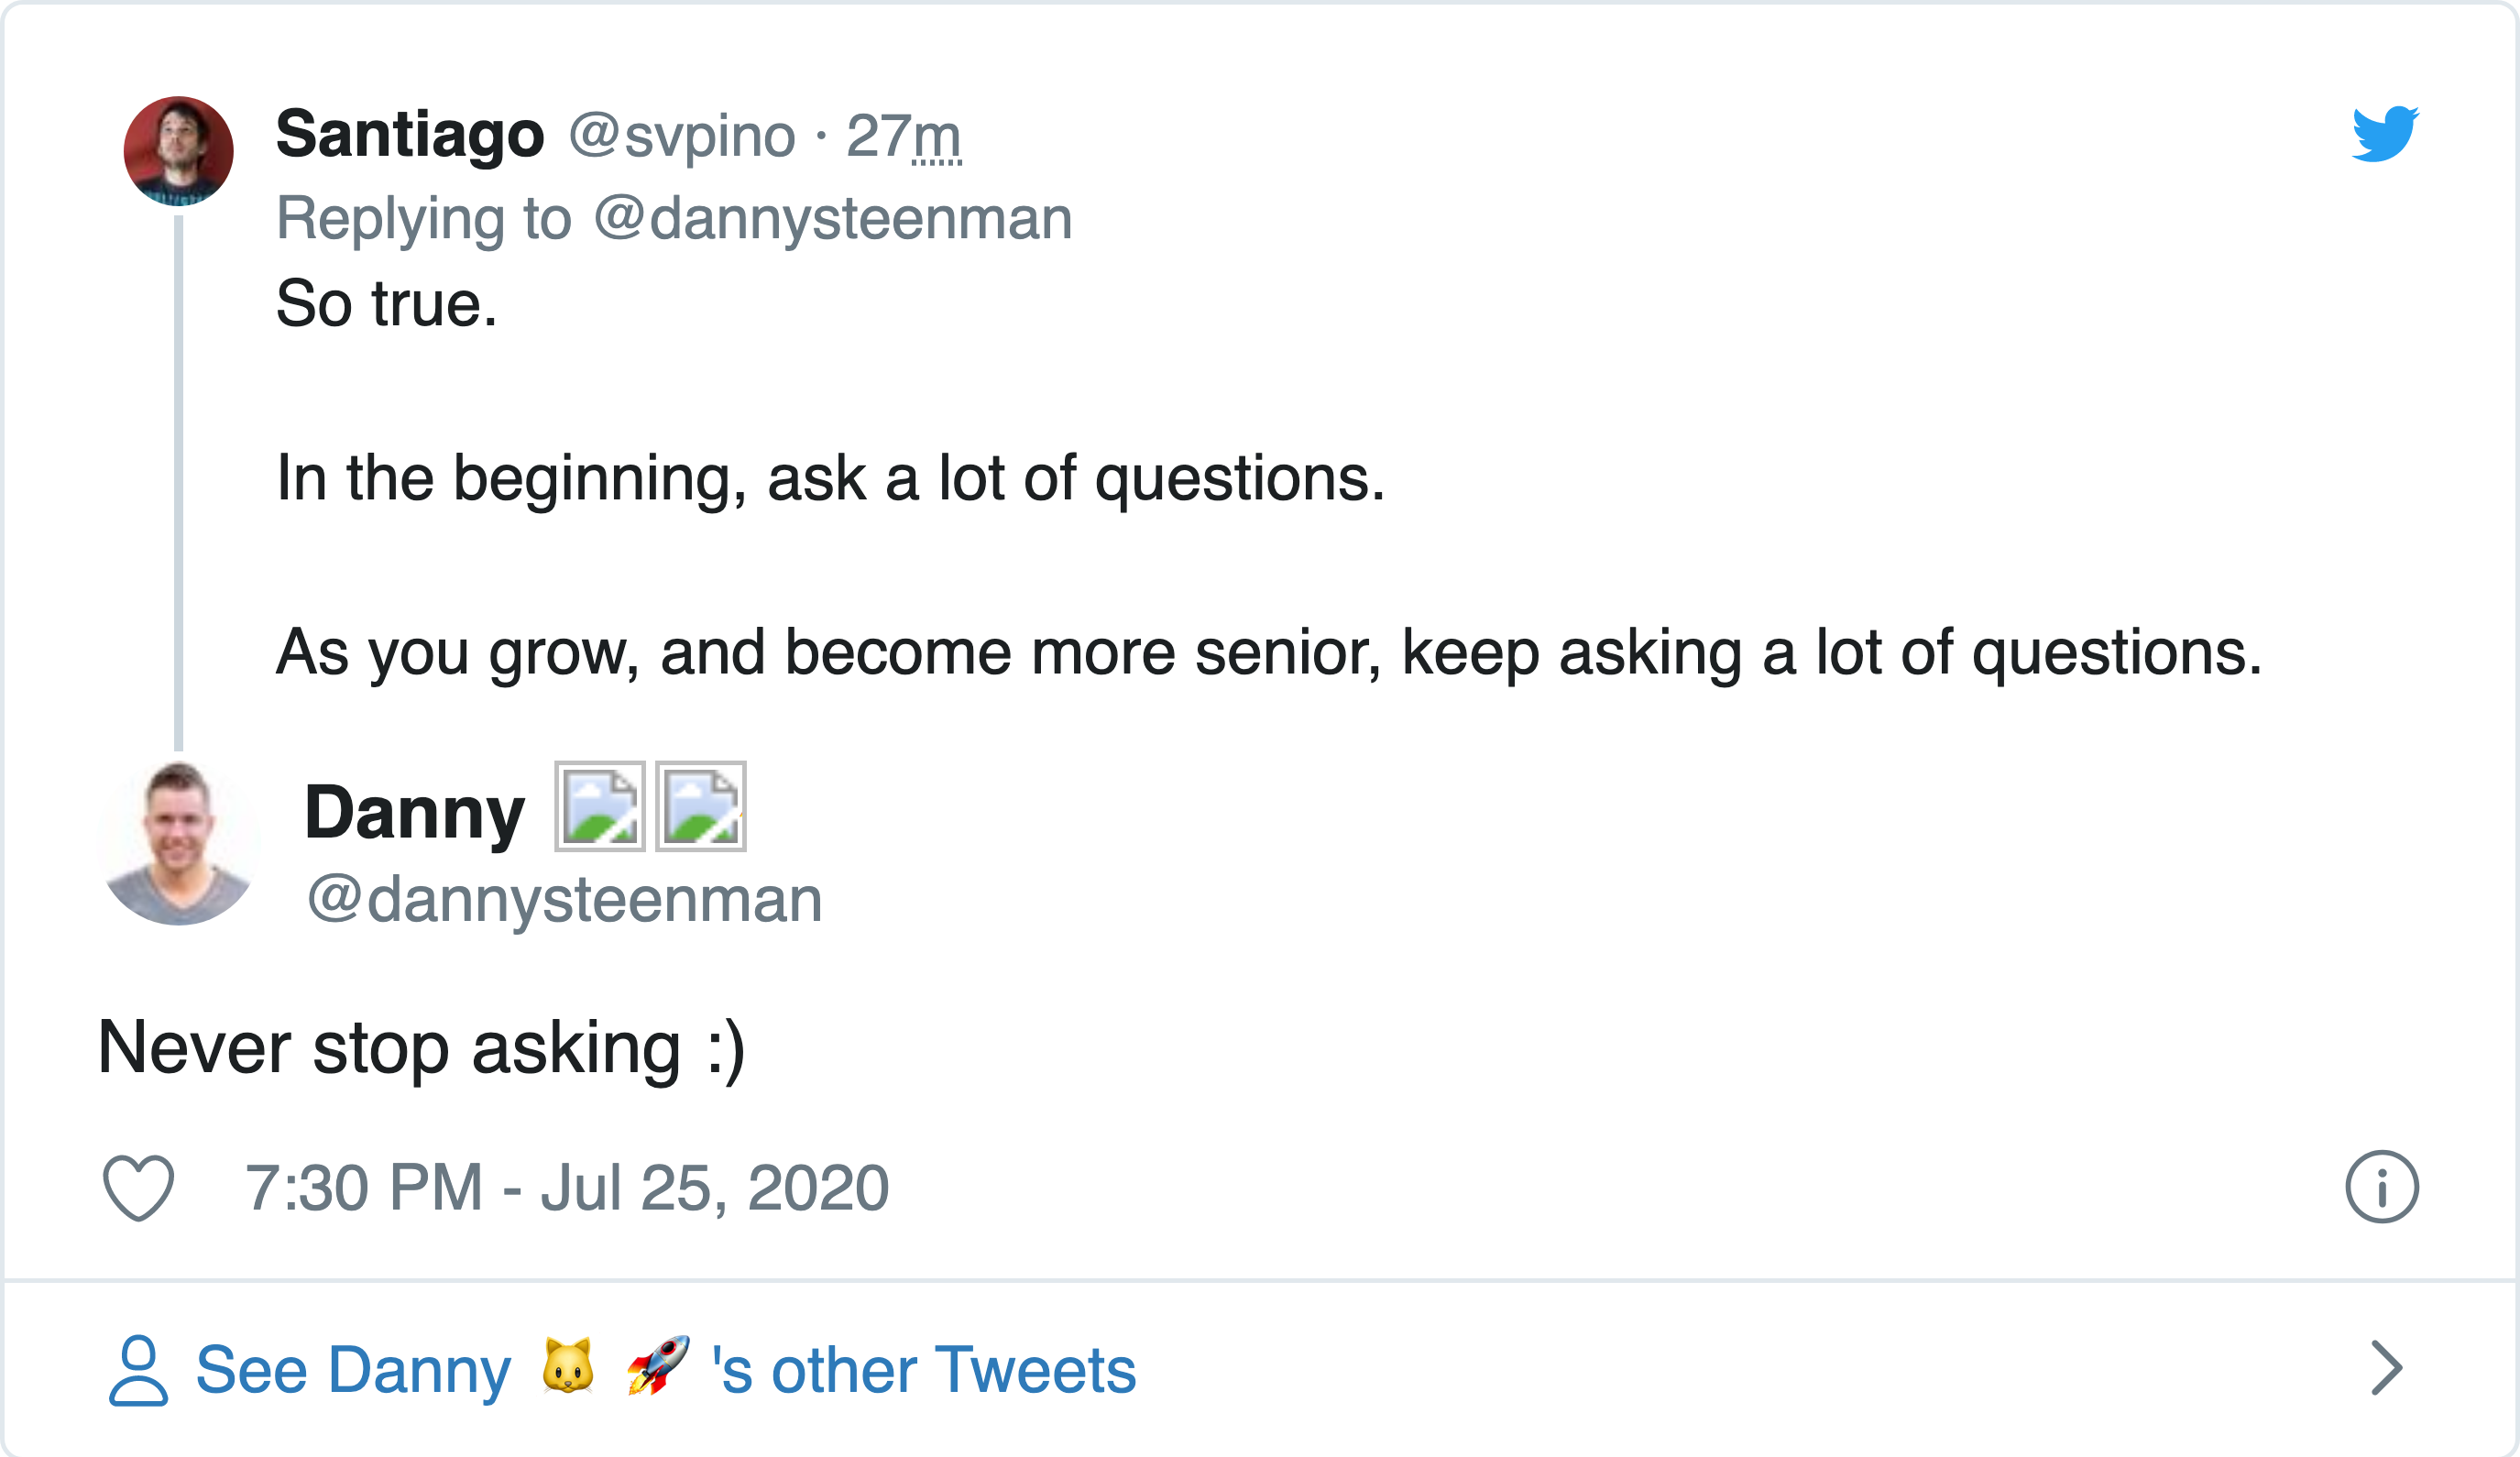 Santiago @svpino · 27m
Replying to @dannysteenman
So true.
In the beginning, ask a lot of questions.
As you grow, and become more senior, keep asking a lot of questions.
Danny
@dannysteenman
Never stop asking :)
7:30 PM - Jul 25, 2020
See Danny 🐱 🚀 's other Tweets